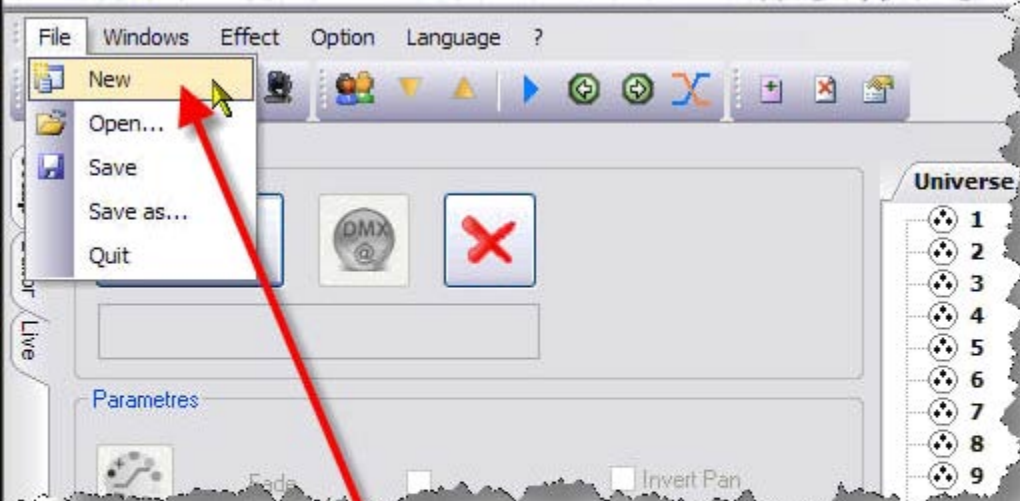 File Windows Effect Option Language ?
New
Open...
Save
Save as...
Quit
DMX
@
Live
Parametres
Fade
Invert Pan
Universe
1
2
3
4
5
6
7
8
9